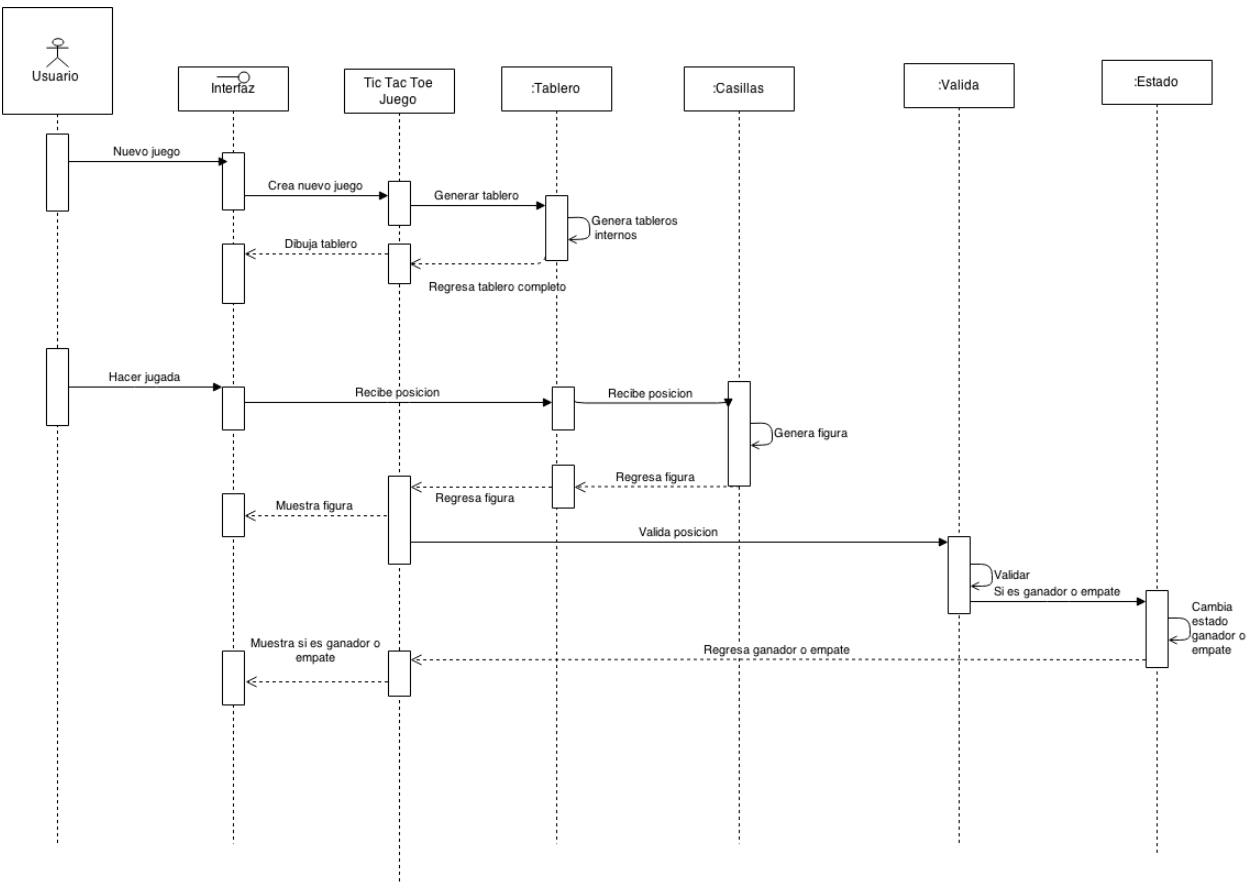 Usuario
Interfaz
Tic Tac Toe
Juego
:Tablero
:Casillas
:Valida
:Estado
Nuevo juego
Crea nuevo juego
Generar tablero
Genera tableros
internos
Dibuja tablero
Regresa tablero completo
Hacer jugada
Recibe posicion
Recibe posicion
Genera figura
Regresa figura
Regresa figura
Muestra figura
Valida posicion
Validar
Si es ganador o empate
Cambia
estado
ganador o
empate
Regresa ganador o empate
Muestra si es ganador o
empate